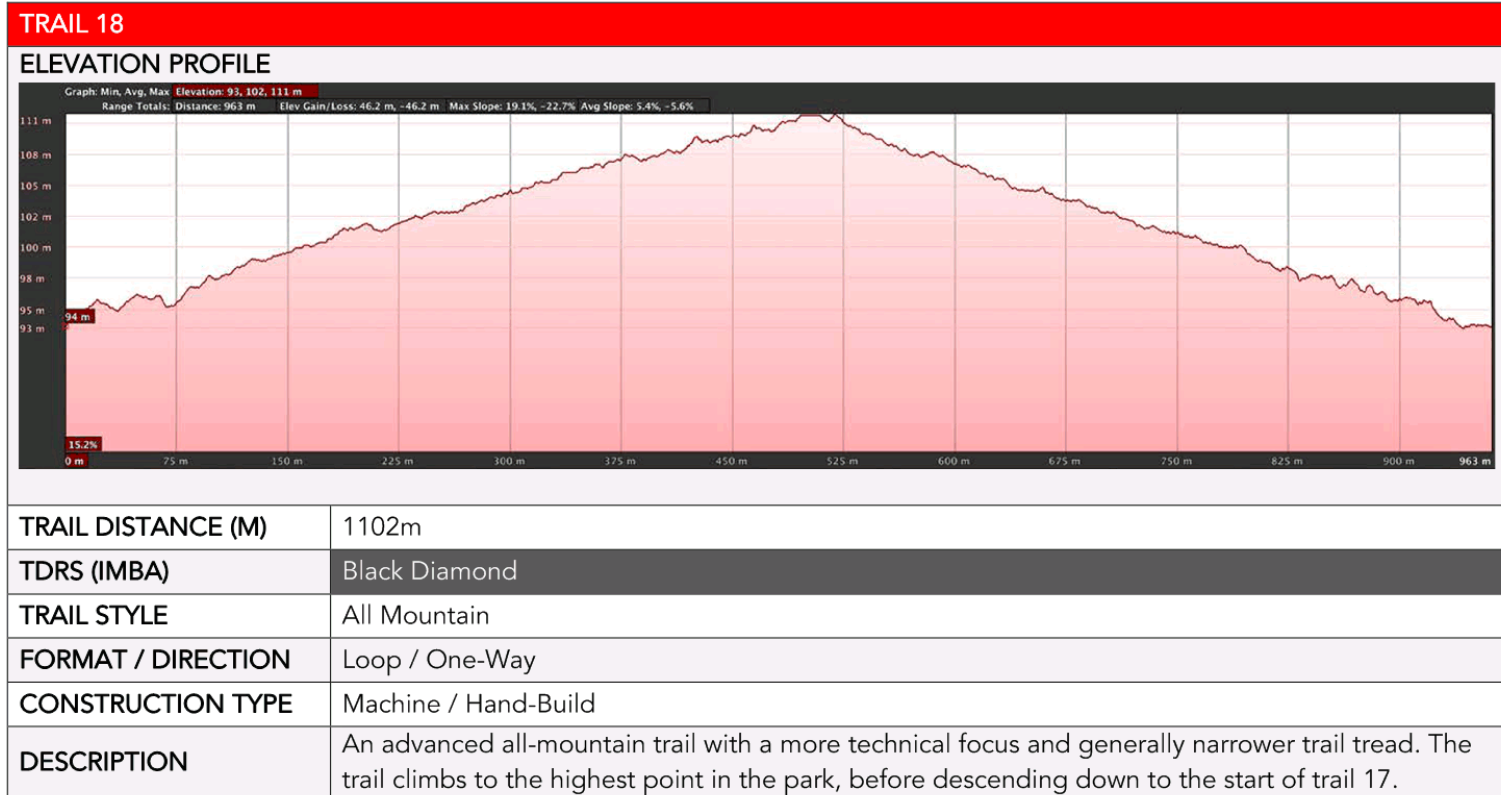 TRAIL 18
ELEVATION PROFILE
Graph: Min, Avg, Max Elevation: 93, 102, 111 m
Range Totals: Distance: 963 m Elev Gain/Loss: 46.2 m, -46.2 m Max Slope: 19.1%, -22.7% Avg Slope: 5.4%, -5.6%
111 m
108 m
105 m
102 m
100 m
98 m
95 m
94 m
93 m
15.2%
0 m 75 m 150 m 225 m 300 m 375 m 450 m 525 m 600 m 675 m 750 m 825 m 900 m 963 m
TRAIL DISTANCE (M) 1102m
TDRS (IMBA) Black Diamond
TRAIL STYLE All Mountain
FORMAT / DIRECTION Loop / One-Way
CONSTRUCTION TYPE Machine / Hand-Build
DESCRIPTION An advanced all-mountain trail with a more technical focus and generally narrower trail tread. The
trail climbs to the highest point in the park, before descending down to the start of trail 17.